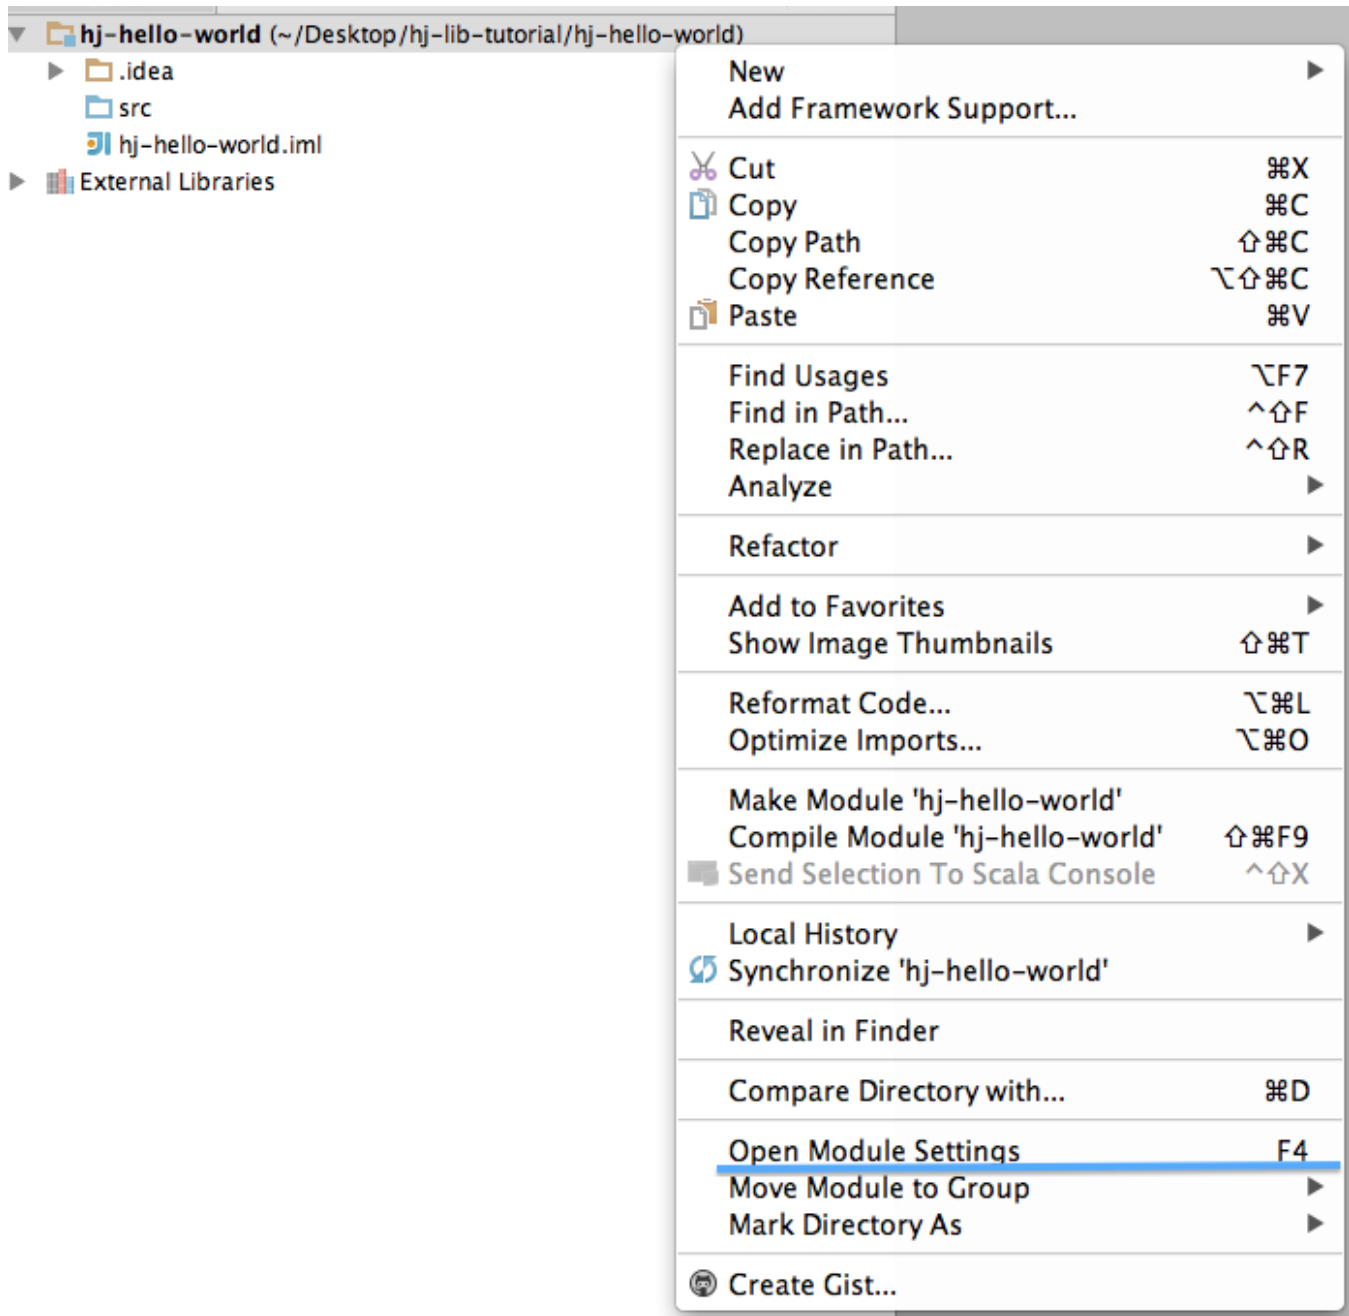 hj-hello-world (~/Desktop/hj-lib-tutorial/hj-hello-world)
.idea
src
hj-hello-world.iml
External Libraries
New
Add Framework Support...
Cut ⌘X
Copy ⌘C
Copy Path ⇧⌘C
Copy Reference ⌥⇧⌘C
Paste ⌘V
Find Usages ⌥F7
Find in Path... ^⇧F
Replace in Path... ^⇧R
Analyze
Refactor
Add to Favorites
Show Image Thumbnails ⇧⌘T
Reformat Code... ⌥⌘L
Optimize Imports... ⌥⌘O
Make Module 'hj-hello-world'
Compile Module 'hj-hello-world' ⇧⌘F9
Send Selection To Scala Console ^⇧X
Local History
Synchronize 'hj-hello-world'
Reveal in Finder
Compare Directory with... ⌘D
Open Module Settings F4
Move Module to Group
Mark Directory As
Create Gist...